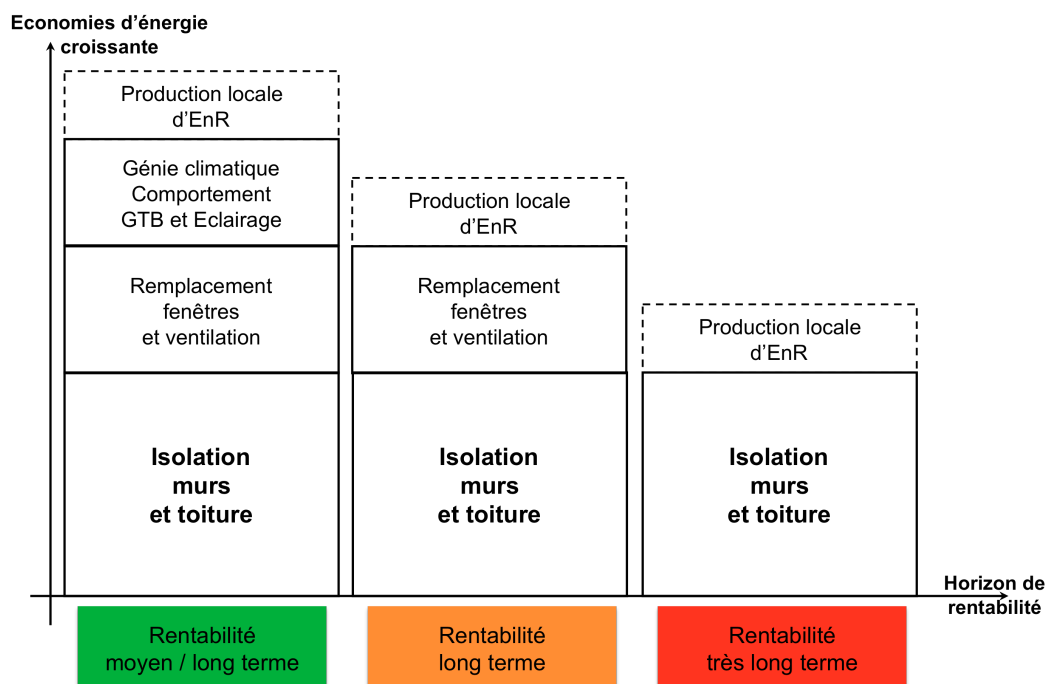 Economies d'énergie
croissante
Production locale
d'EnR
Génie climatique
Comportement
GTB et Eclairage
Remplacement
fenêtres
et ventilation
Isolation
murs
et toiture
Production locale
d'EnR
Remplacement
fenêtres
et ventilation
Isolation
murs
et toiture
Production locale
d'EnR
Isolation
murs
et toiture
Horizon de
rentabilité
Rentabilité
moyen / long terme
Rentabilité
long terme
Rentabilité
très long terme